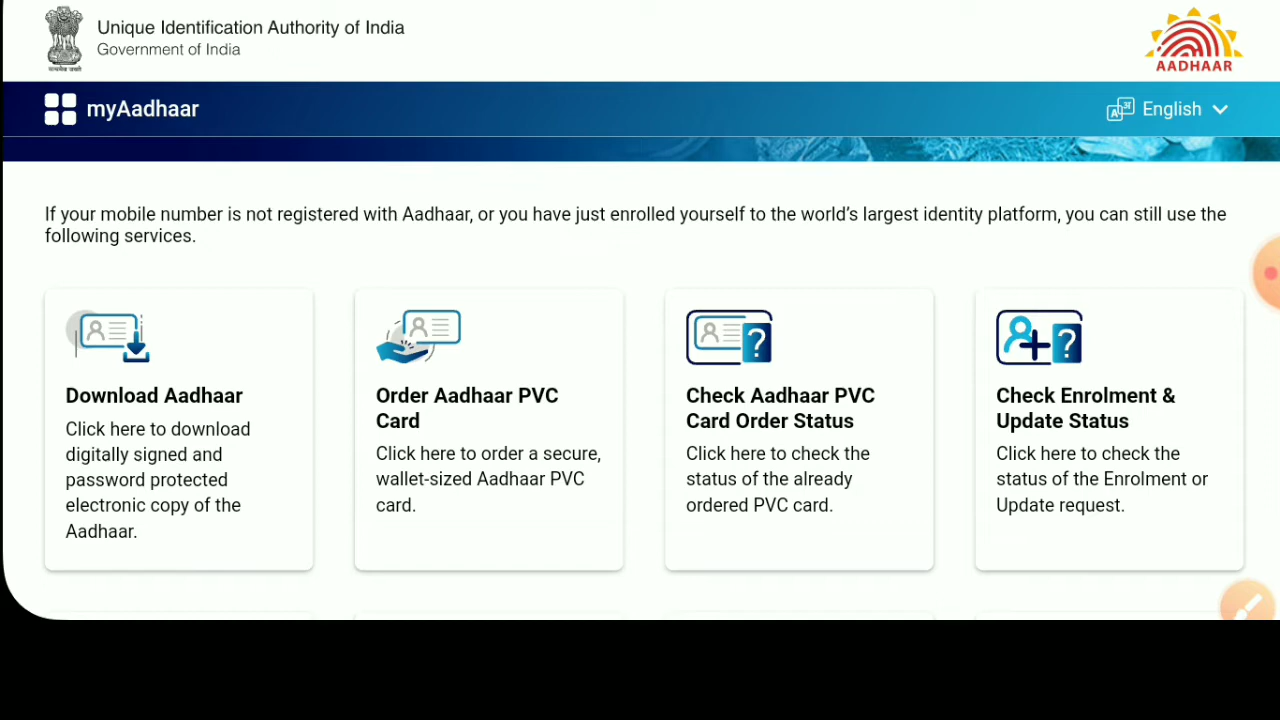 Unique Identification Authority of India
Government of India
सत्यमेव जयते
AADHAAR
myAadhaar
English
If your mobile number is not registered with Aadhaar, or you have just enrolled yourself to the world’s largest identity platform, you can still use the
following services.
Download Aadhaar
Click here to download
digitally signed and
password protected
electronic copy of the
Aadhaar.
Order Aadhaar PVC
Card
Click here to order a secure,
wallet-sized Aadhaar PVC
card.
?
Check Aadhaar PVC
Card Order Status
Click here to check the
status of the already
ordered PVC card.
?
Check Enrolment &
Update Status
Click here to check the
status of the Enrolment or
Update request.